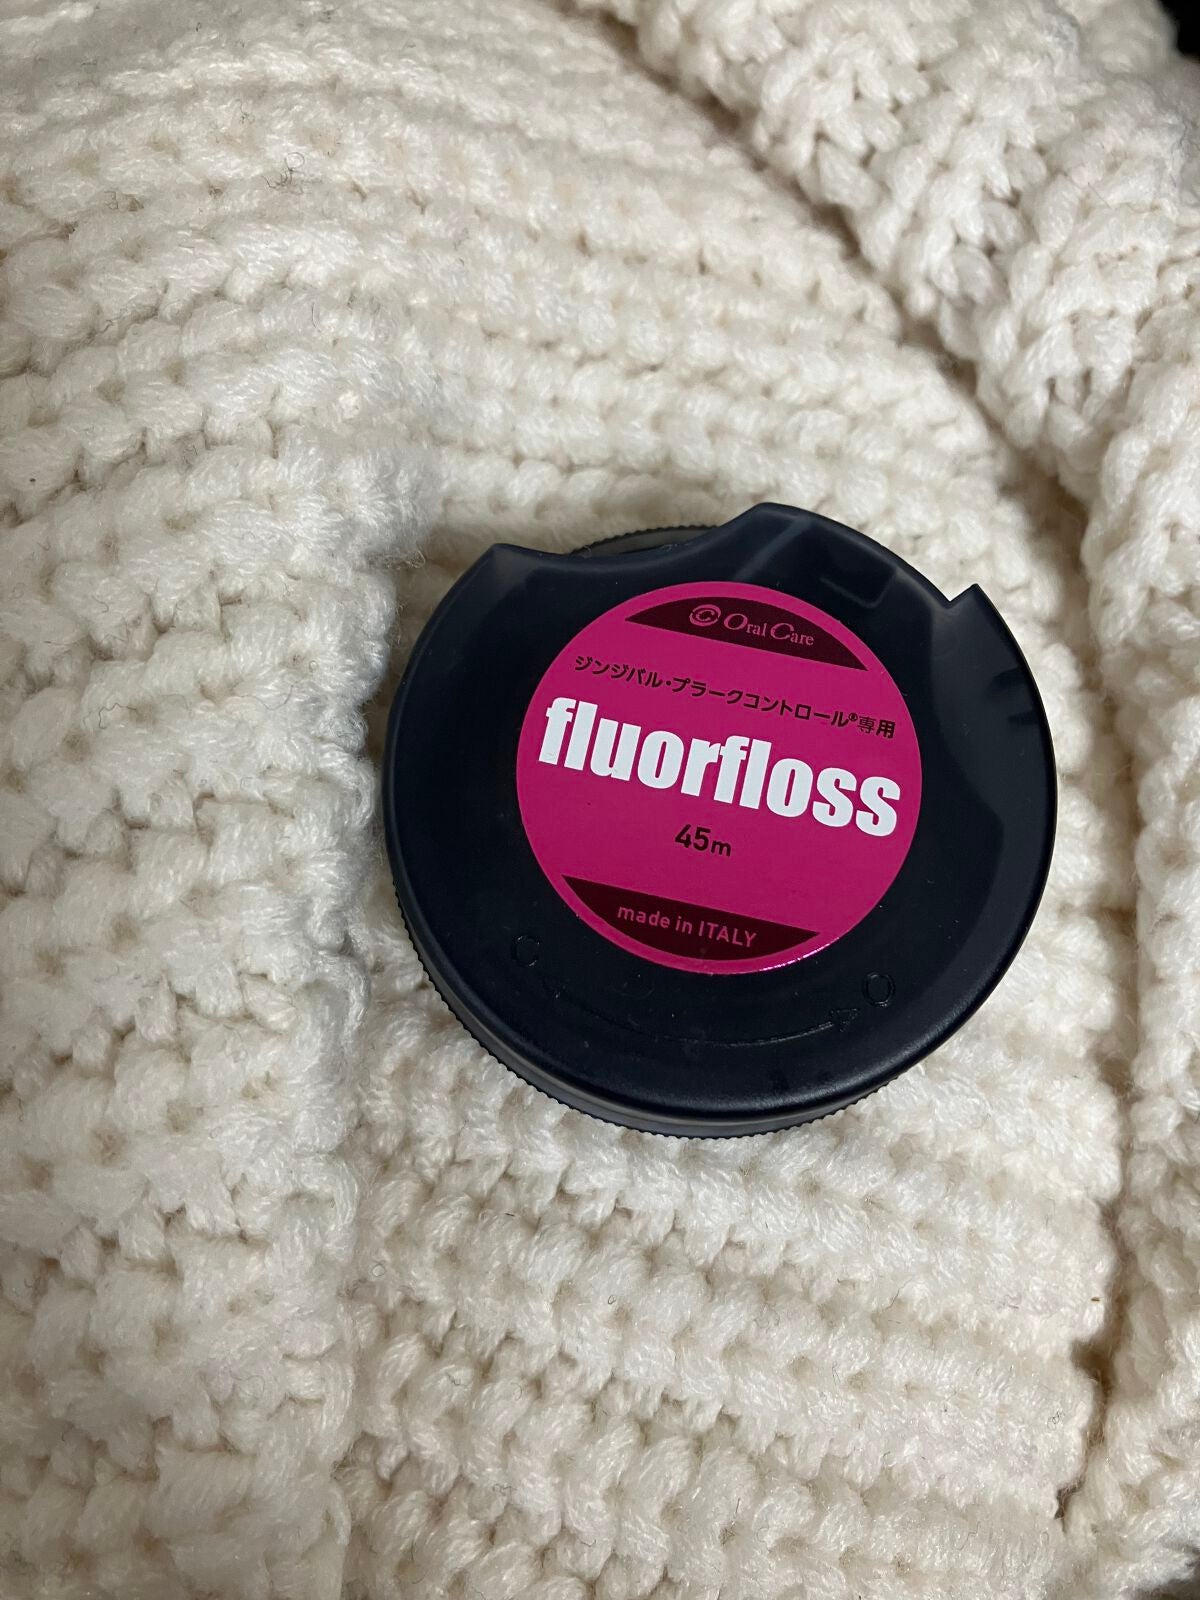 Oral Care
ジンジバル・プラークコントロール®専用
fluorfloss
45m
made in ITALY
C O